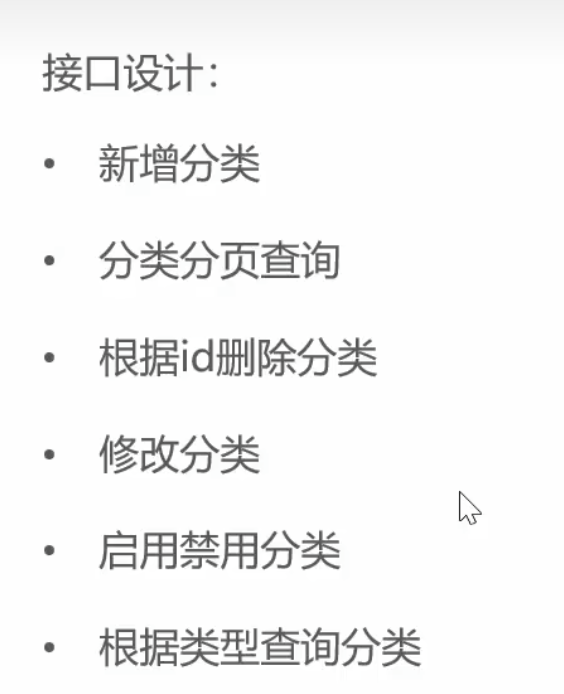 接口设计：
• 新增分类
• 分类分页查询
• 根据id删除分类
• 修改分类
• 启用禁用分类
• 根据类型查询分类